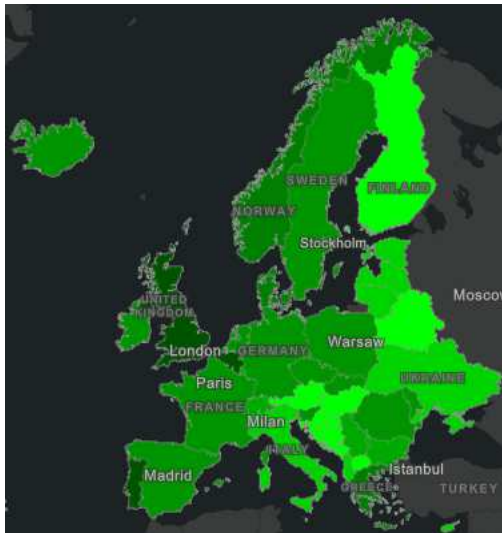 SWEDEN
FINLAND
NORWAY
Stockholm
Moscow
UNITED
KINGDOM
London
GERMANY
Warsaw
Paris
UKRAINE
FRANCE
Milan
ITALY
Madrid
Istanbul
GREECE
TURKEY